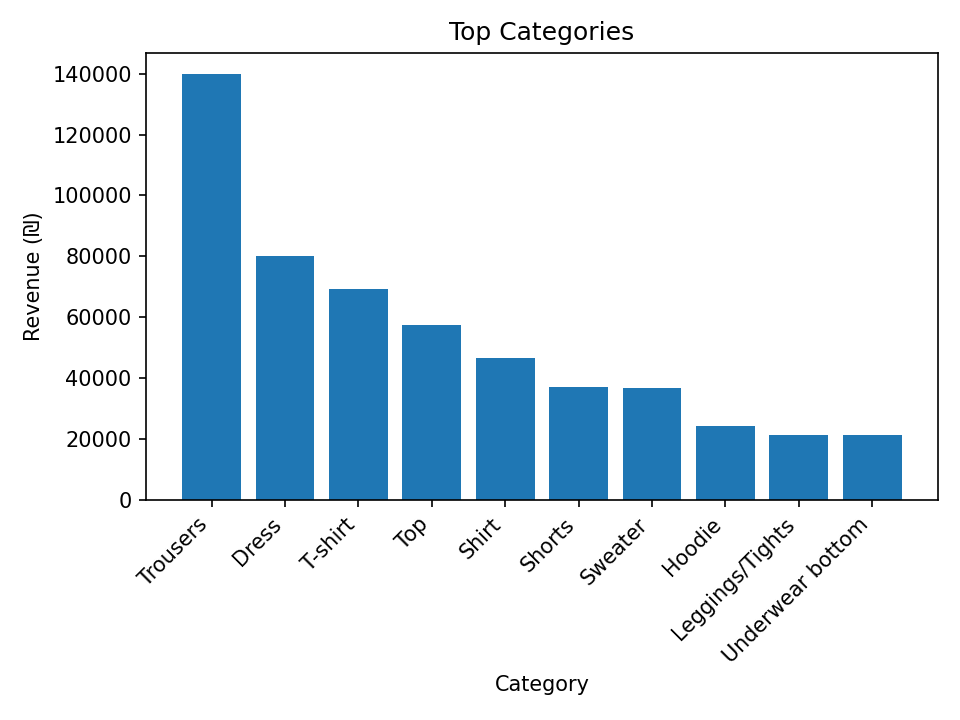 Top Categories
Revenue (₪)
140000
120000
100000
80000
60000
40000
20000
0
Trousers
Dress
T-shirt
Top
Shirt
Shorts
Sweater
Hoodie
Leggings/Tights
Underwear bottom
Category